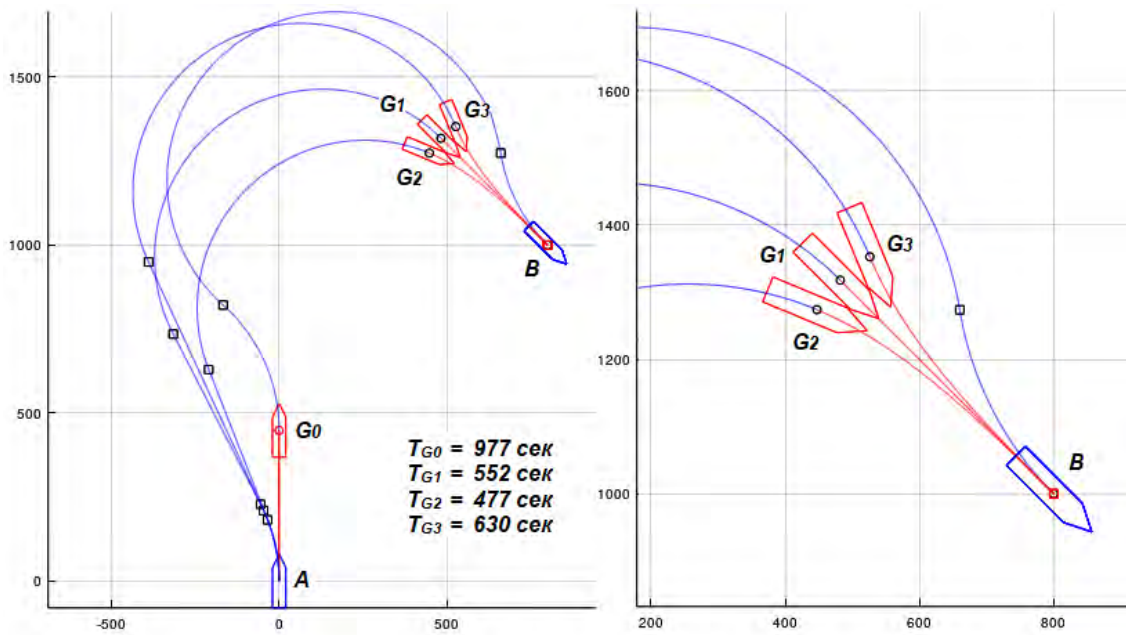 1500
1000
500
0
-500
0
500
G1
G3
G2
B
G0
A
TG0 = 977 сек
TG1 = 552 сек
TG2 = 477 сек
TG3 = 630 сек
1600
1400
1200
1000
200
400
600
800
G1
G3
G2
B